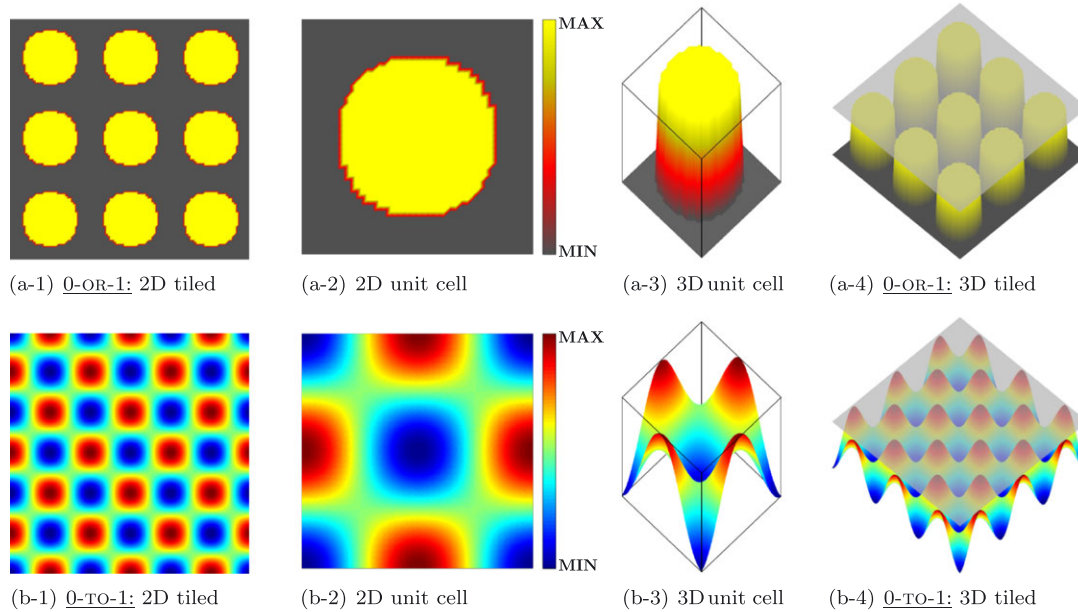 MAX
MIN
(a-1) 0-OR-1: 2D tiled
(a-2) 2D unit cell
(a-3) 3D unit cell
(a-4) 0-OR-1: 3D tiled
MAX
MIN
(b-1) 0-TO-1: 2D tiled
(b-2) 2D unit cell
(b-3) 3D unit cell
(b-4) 0-TO-1: 3D tiled